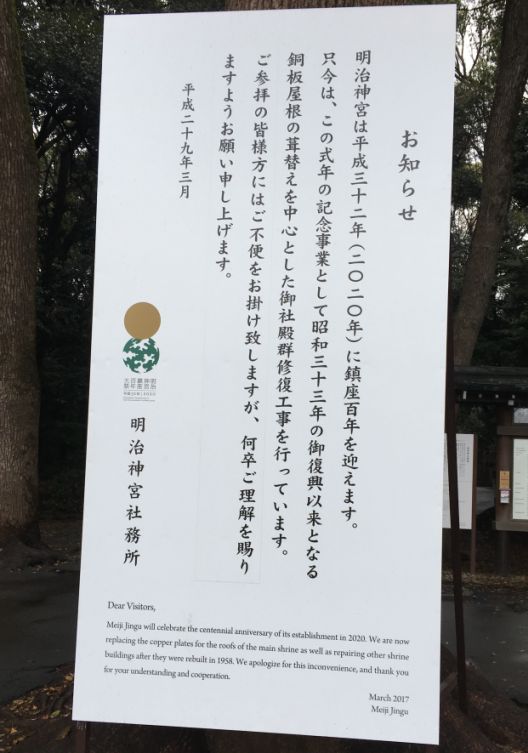 お知らせ
明治神宮は平成三十二年(二〇二〇年)に鎮座百年を迎えます。
只今は、この式年の記念事業として昭和三十三年の御復興以来となる
銅板屋根の葺替えを中心とした御社殿群修復工事を行っています。
ご参拝の皆様方にはご不便をお掛け致しますが、何卒ご理解を賜り
ますようお願い申し上げます。
平成二十九年三月
明治神宮社務所
Dear Visitors,
Meiji Jingu will celebrate the centennial anniversary of its establishment in 2020. We are now
replacing the copper plates for the roofs of the main shrine as well as repairing other shrine
buildings after they were rebuilt in 1958. We apologize for this inconvenience, and thank you
for your understanding and cooperation.
March 2017
Meiji Jingu